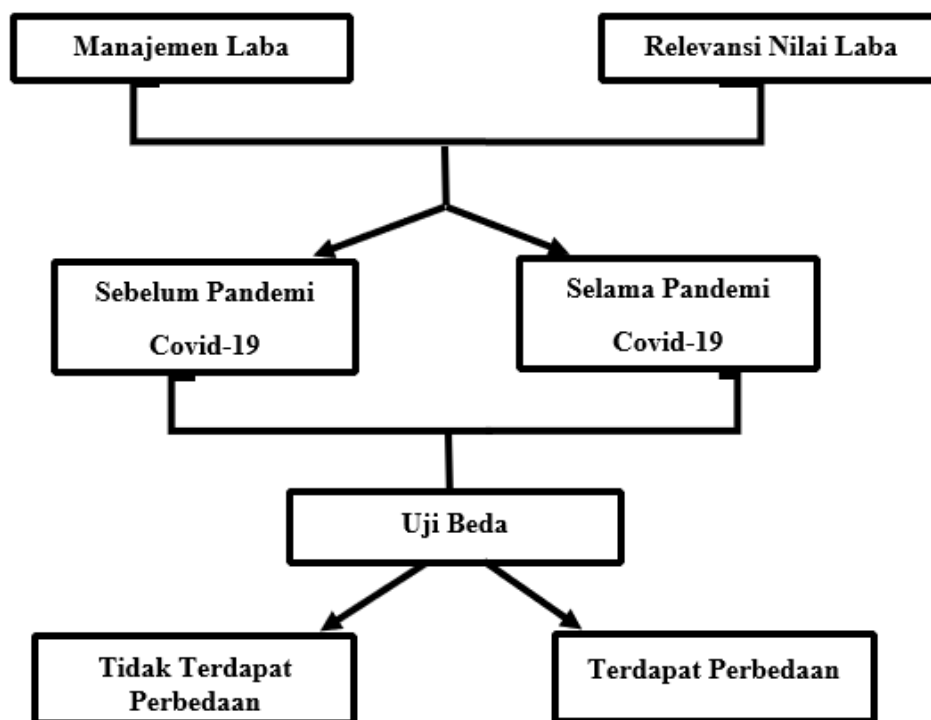 Manajemen Laba
Relevansi Nilai Laba
Sebelum Pandemi
Covid-19
Selama Pandemi
Covid-19
Uji Beda
Tidak Terdapat
Perbedaan
Terdapat Perbedaan